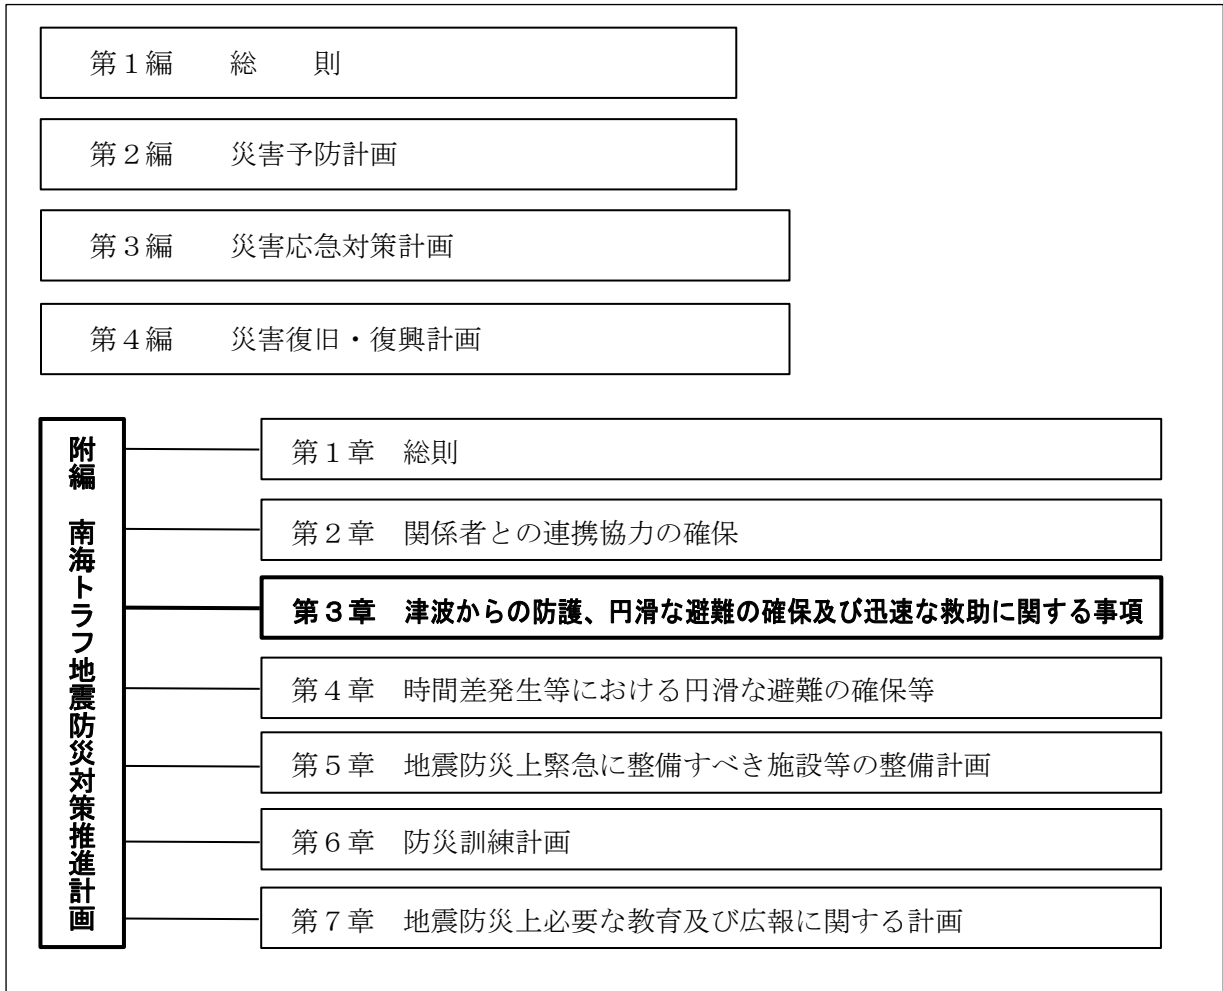 第１編　　総　　則
第２編　　災害予防計画
第３編　　災害応急対策計画
第４編　　災害復旧・復興計画
附編　南海トラフ地震防災対策推進計画
第１章　総則
第２章　関係者との連携協力の確保
第３章　津波からの防護、円滑な避難の確保及び迅速な救助に関する事項
第４章　時間差発生等における円滑な避難の確保等
第５章　地震防災上緊急に整備すべき施設等の整備計画
第６章　防災訓練計画
第７章　地震防災上必要な教育及び広報に関する計画